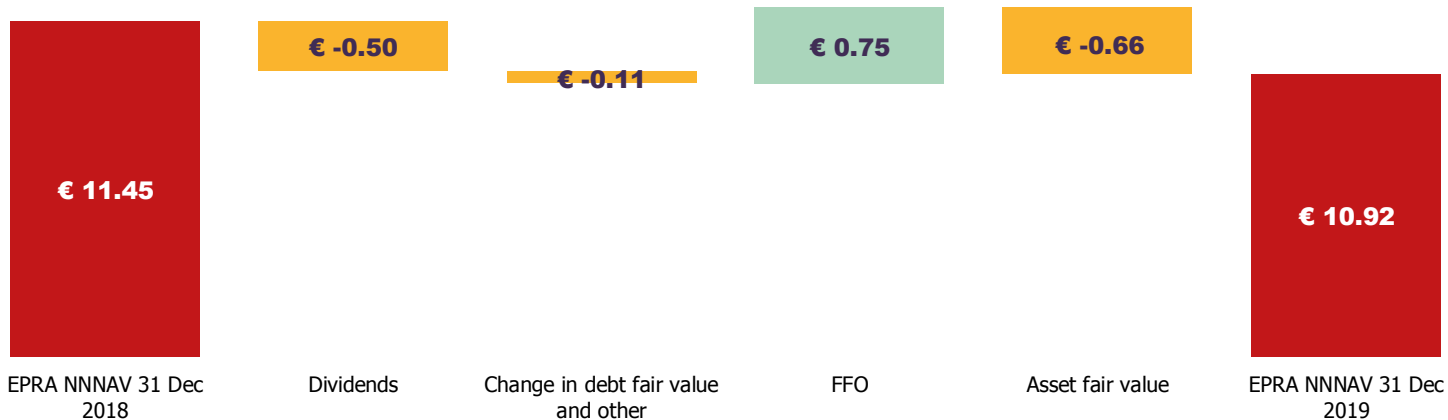 € 11.45
€ -0.50
€ -0.11
€ 0.75
€ -0.66
€ 10.92
EPRA NNNAV 31 Dec
2018
Dividends
Change in debt fair value
and other
FFO
Asset fair value
EPRA NNNAV 31 Dec
2019